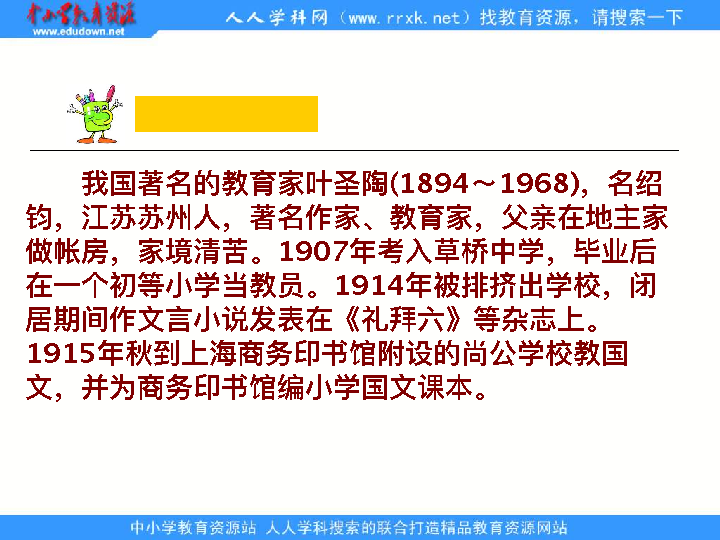 中小学教育资源
www.edudown.net
人人学科网（www.rrxk.net）找教育资源，请搜索一下
我国著名的教育家叶圣陶(1894～1968)，名绍
钧，江苏苏州人，著名作家、教育家，父亲在地主家
做帐房，家境清苦。1907年考入草桥中学，毕业后
在一个初等小学当教员。1914年被排挤出学校，闭
居期间作文言小说发表在《礼拜六》等杂志上。
1915年秋到上海商务印书馆附设的尚公学校教国
文，并为商务印书馆编小学国文课本。
中小学教育资源站 人人学科搜索的联合打造精品教育资源网站